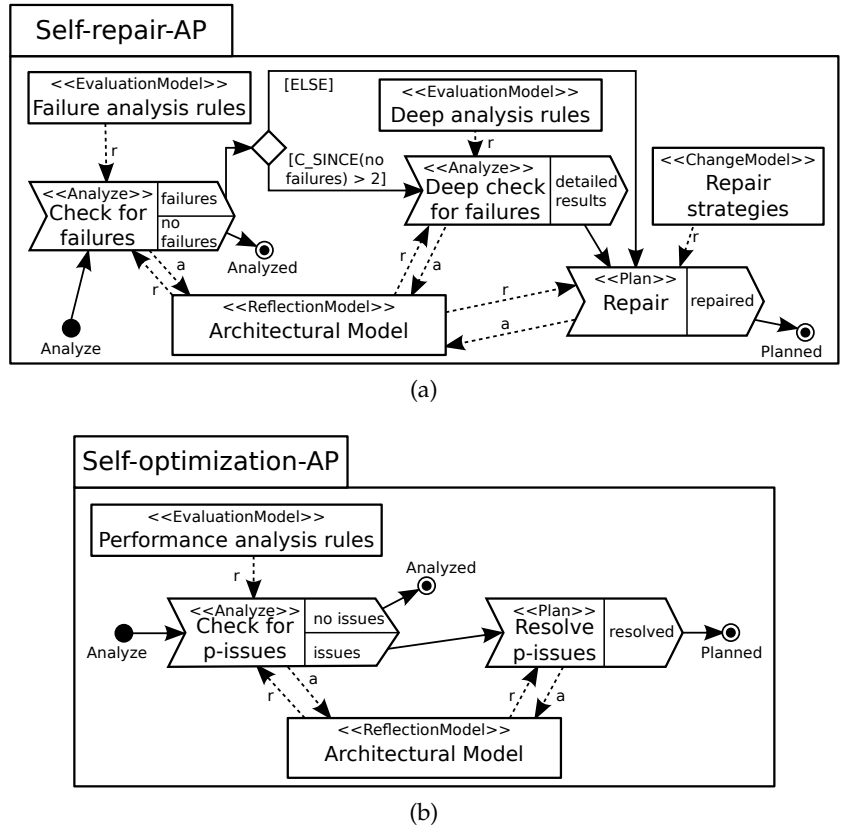 Self-repair-AP
<<EvaluationModel>>
Failure analysis rules
r
[ELSE]
<<EvaluationModel>>
Deep analysis rules
r
[C_SINCE(no
failures) > 2]
<<Analyze>>
Check for
failures
failures
no
failures
Analyzed
<<Analyze>>
Deep check
for failures
detailed
results
<<ChangeModel>>
Repair
strategies
r
a
r
r
a
<<ReflectionModel>>
Architectural Model
r
a
<<Plan>>
Repair
repaired
Analyze
Planned
(a)
Self-optimization-AP
<<EvaluationModel>>
Performance analysis rules
r
Analyzed
Analyze
<<Analyze>>
Check for
p-issues
no issues
issues
<<Plan>>
Resolve
p-issues
resolved
Planned
r
a
r
a
<<ReflectionModel>>
Architectural Model
(b)